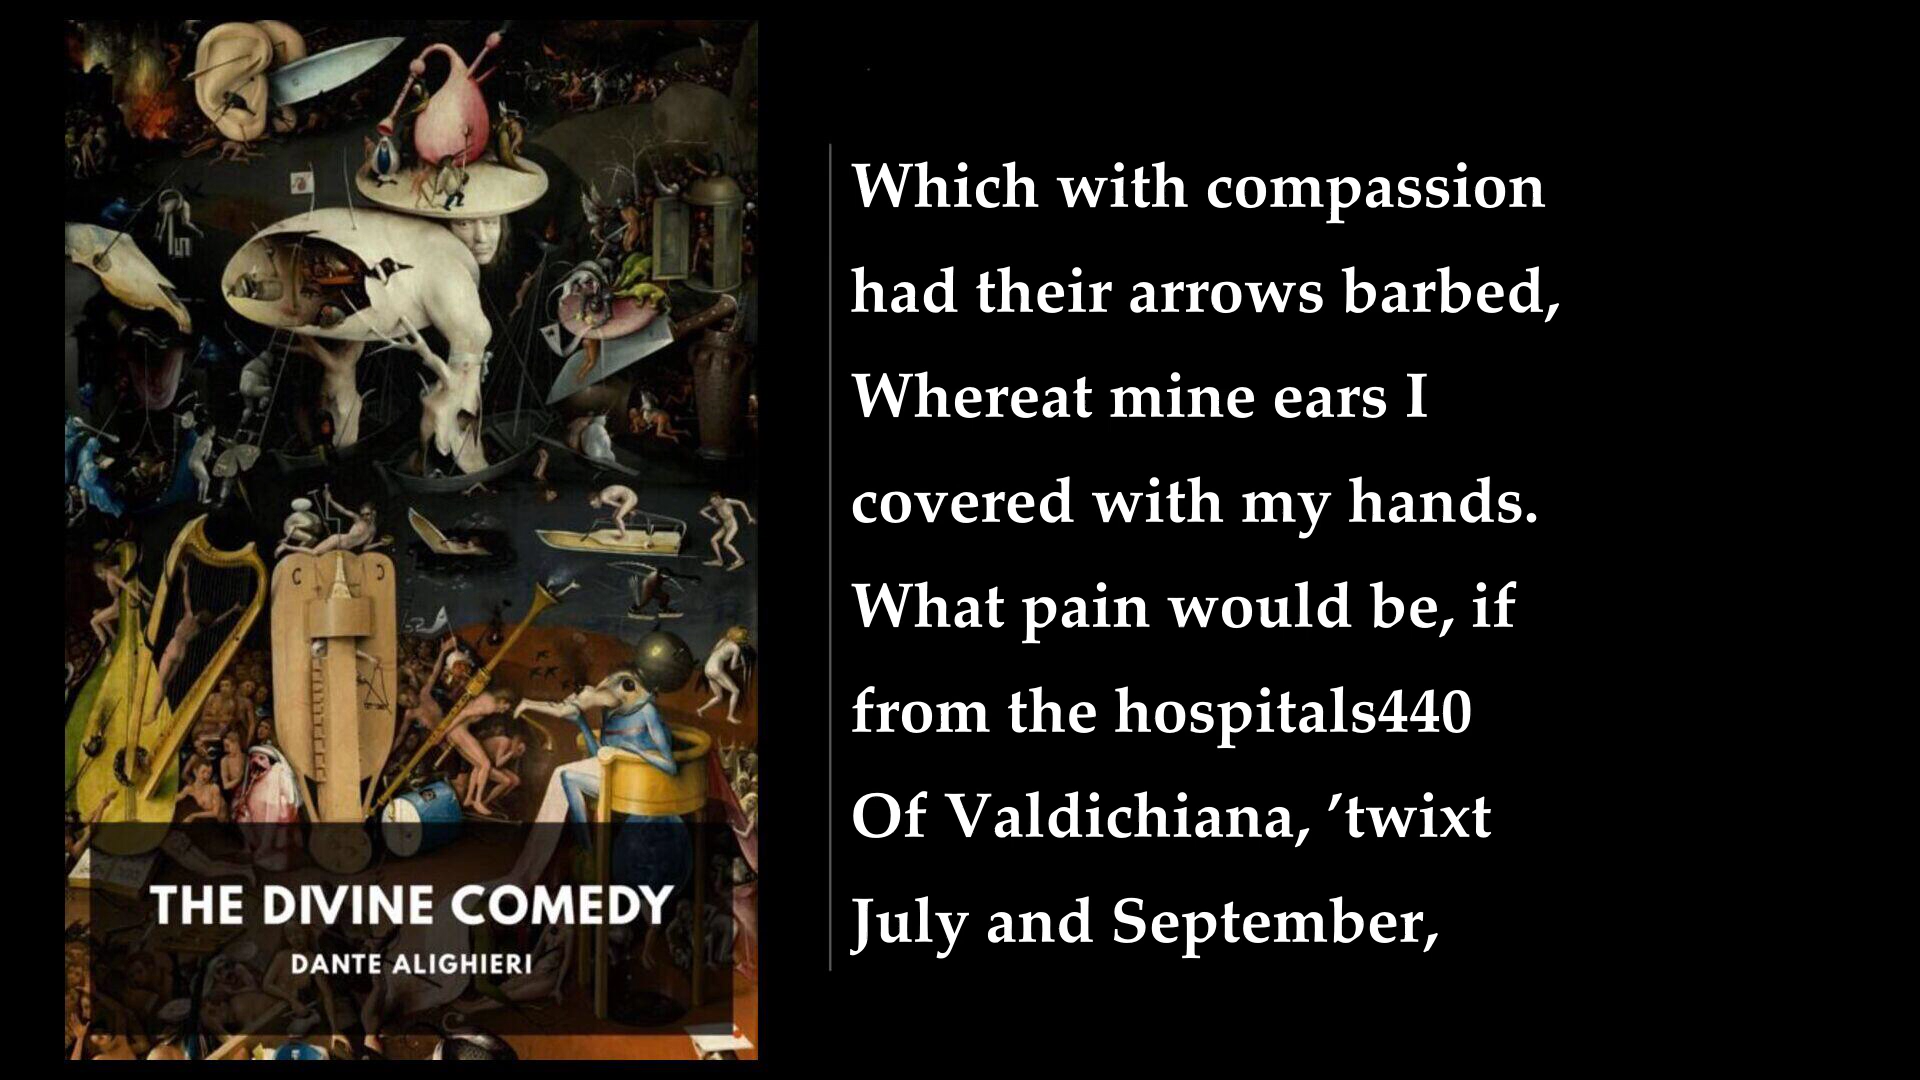 THE DIVINE COMEDY
DANTE ALIGHIERI
Which with compassion
had their arrows barbed,
Whereat mine ears I
covered with my hands.
What pain would be, if
from the hospitals440
Of Valdichiana, ’twixt
July and September,